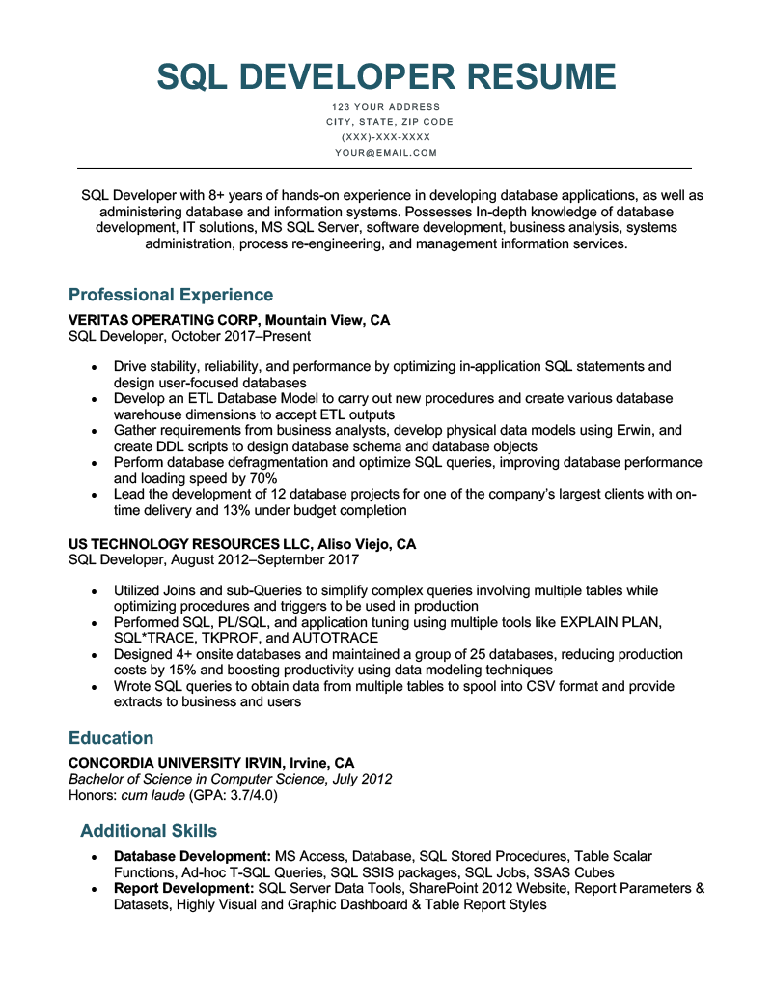 SQL DEVELOPER RESUME
123 YOUR ADDRESS
CITY, STATE, ZIP CODE
(XXX)-XXX-XXXX
YOUR@EMAIL.COM
SQL Developer with 8+ years of hands-on experience in developing database applications, as well as
administering database and information systems. Possesses In-depth knowledge of database
development, IT solutions, MS SQL Server, software development, business analysis, systems
administration, process re-engineering, and management information services.
Professional Experience
VERITAS OPERATING CORP, Mountain View, CA
SQL Developer, October 2017–Present
• Drive stability, reliability, and performance by optimizing in-application SQL statements and
design user-focused databases
• Develop an ETL Database Model to carry out new procedures and create various database
warehouse dimensions to accept ETL outputs
• Gather requirements from business analysts, develop physical data models using Erwin, and
create DDL scripts to design database schema and database objects
• Perform database defragmentation and optimize SQL queries, improving database performance
and loading speed by 70%
• Lead the development of 12 database projects for one of the company’s largest clients with on-
time delivery and 13% under budget completion
US TECHNOLOGY RESOURCES LLC, Aliso Viejo, CA
SQL Developer, August 2012–September 2017
• Utilized Joins and sub-Queries to simplify complex queries involving multiple tables while
optimizing procedures and triggers to be used in production
• Performed SQL, PL/SQL, and application tuning using multiple tools like EXPLAIN PLAN,
SQL*TRACE, TKPROF, and AUTOTRACE
• Designed 4+ onsite databases and maintained a group of 25 databases, reducing production
costs by 15% and boosting productivity using data modeling techniques
• Wrote SQL queries to obtain data from multiple tables to spool into CSV format and provide
extracts to business and users
Education
CONCORDIA UNIVERSITY IRVIN, Irvine, CA
Bachelor of Science in Computer Science, July 2012
Honors: cum laude (GPA: 3.7/4.0)
Additional Skills
• Database Development: MS Access, Database, SQL Stored Procedures, Table Scalar
Functions, Ad-hoc T-SQL Queries, SQL SSIS packages, SQL Jobs, SSAS Cubes
• Report Development: SQL Server Data Tools, SharePoint 2012 Website, Report Parameters &
Datasets, Highly Visual and Graphic Dashboard & Table Report Styles